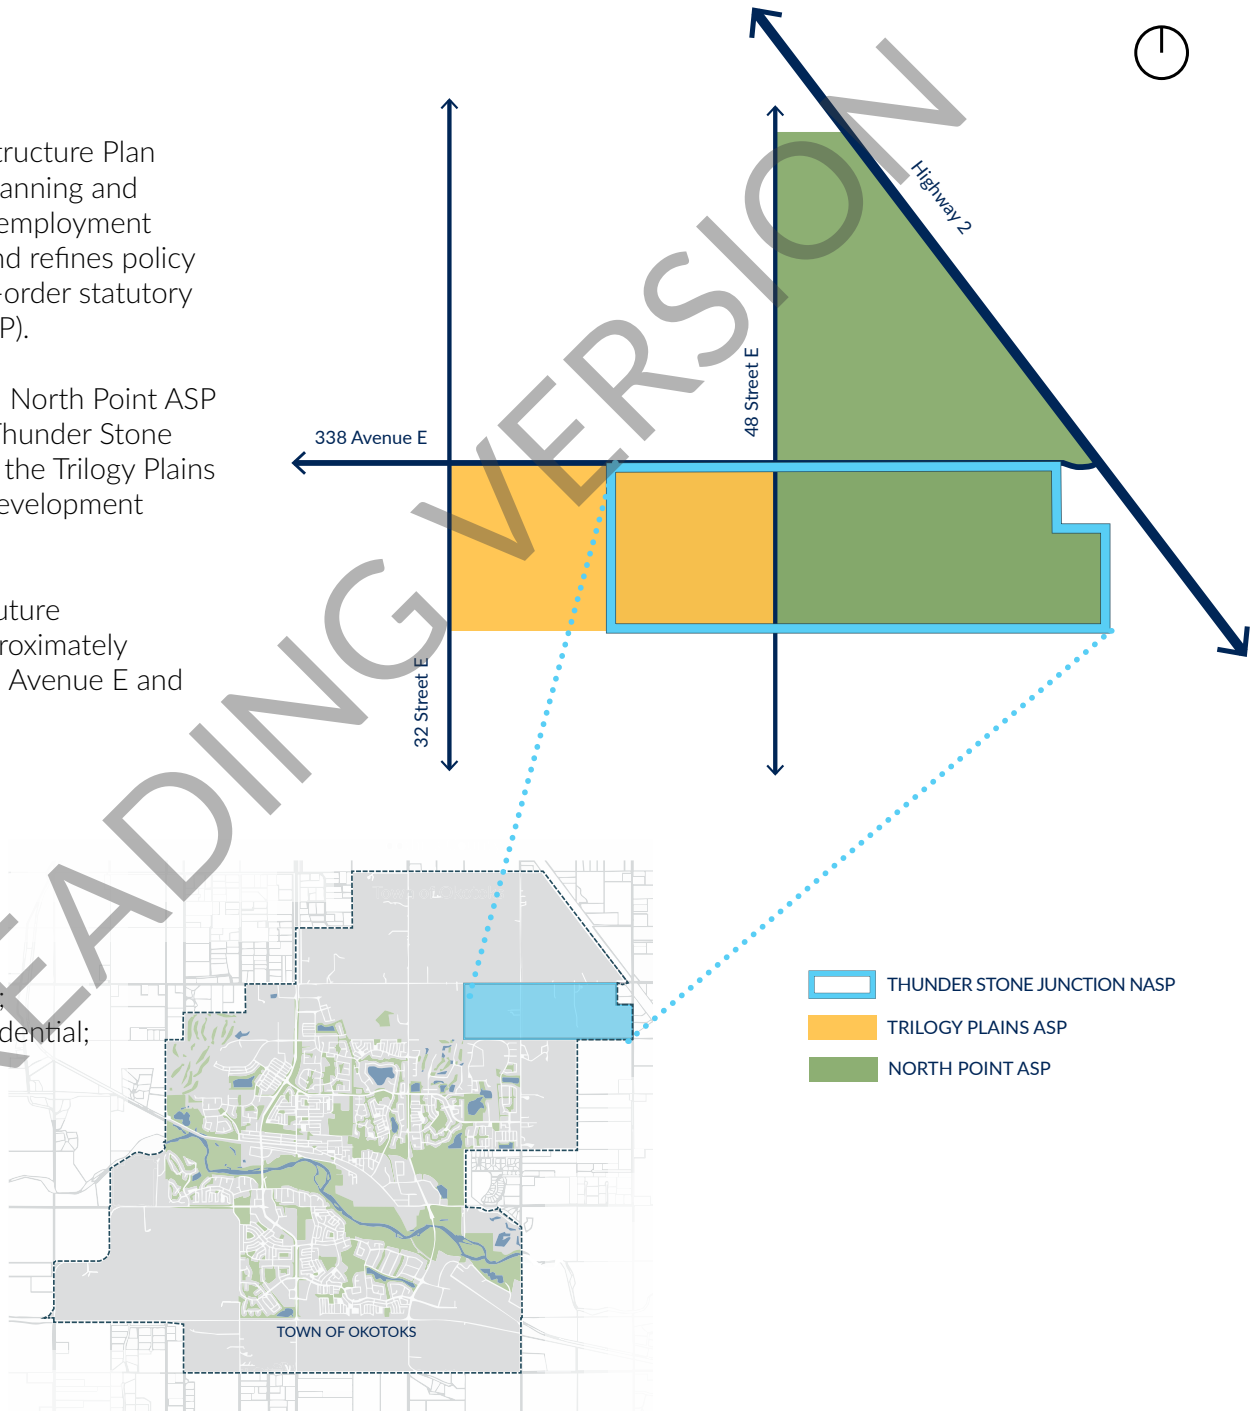 tructure Plan
anning and
employment
nd refines policy
-order statutory
P).
North Point ASP
Thunder Stone
the Trilogy Plains
evelopment
uture
roximately
Avenue E and
;
dential;
Highway 2
48 Street E
338 Avenue E
32 Street E
READING VERSION
THUNDER STONE JUNCTION NASP
TRILOGY PLAINS ASP
NORTH POINT ASP
TOWN OF OKOTOKS